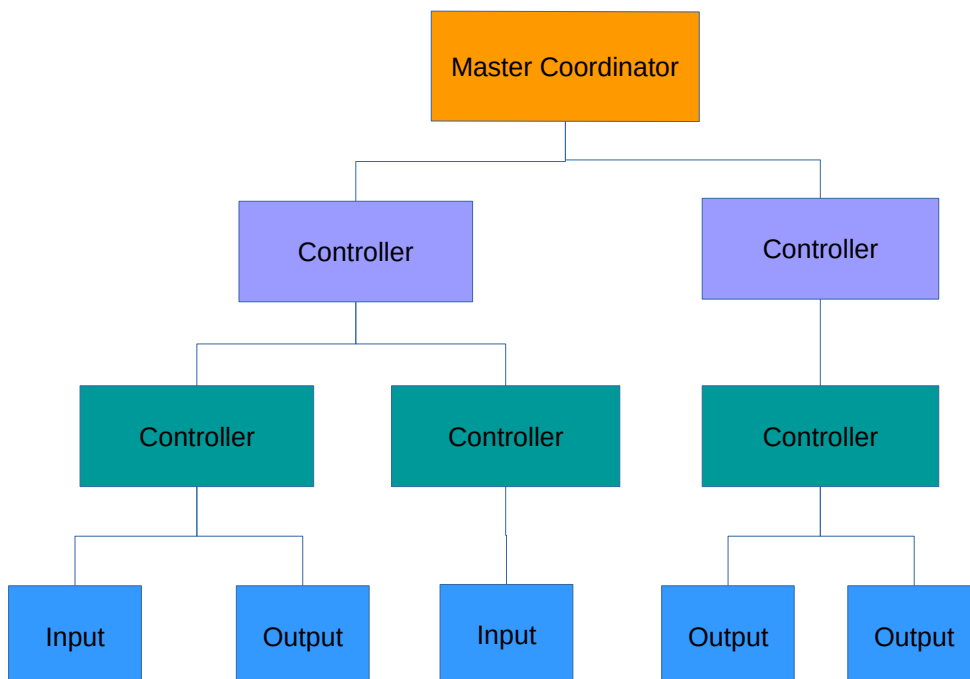 Master Coordinator
Controller
Controller
Controller
Controller
Controller
Input
Output
Input
Output
Output